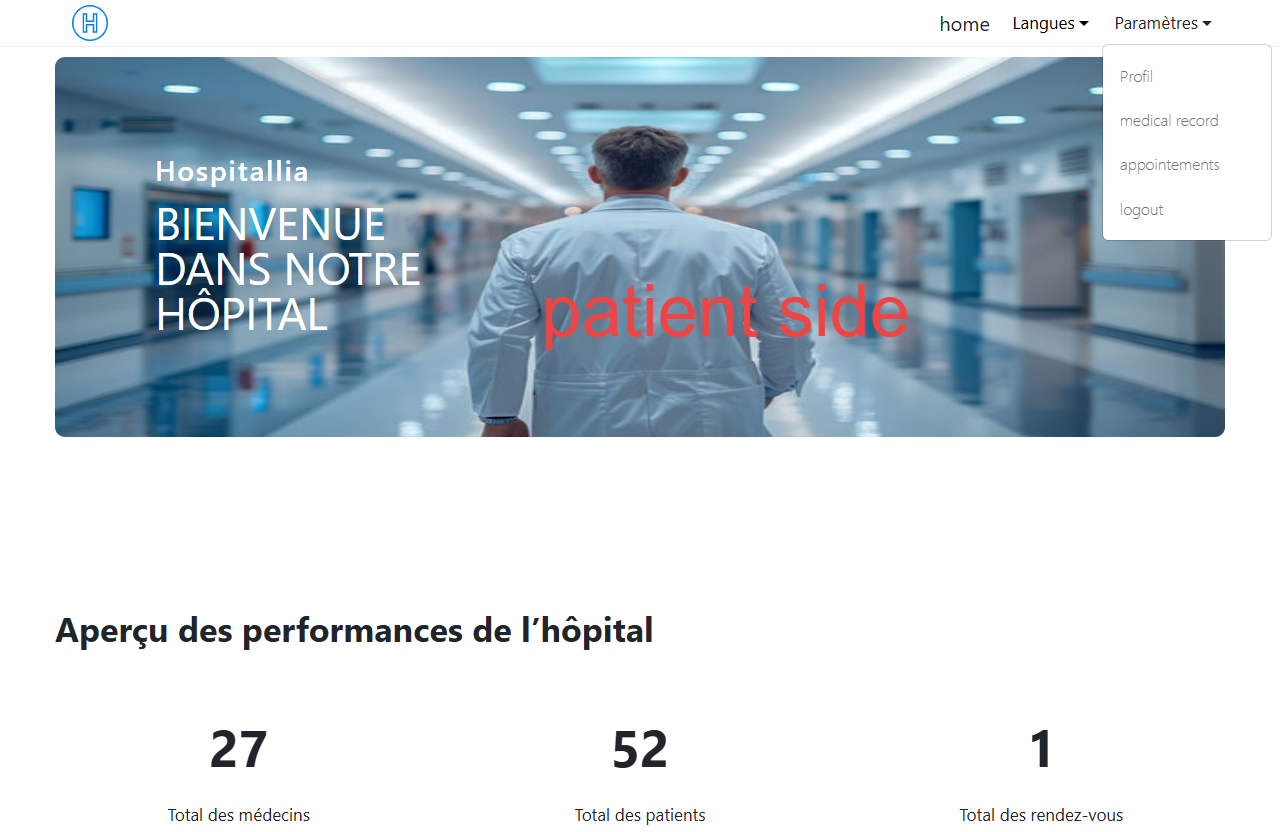 H
home
Langues
Paramètres
Profil
medical record
appointements
logout
Hospitallia
BIENVENUE
DANS NOTRE
HÔPITAL
patient side
Aperçu des performances de l’hôpital
27
52
1
Total des médecins
Total des patients
Total des rendez-vous